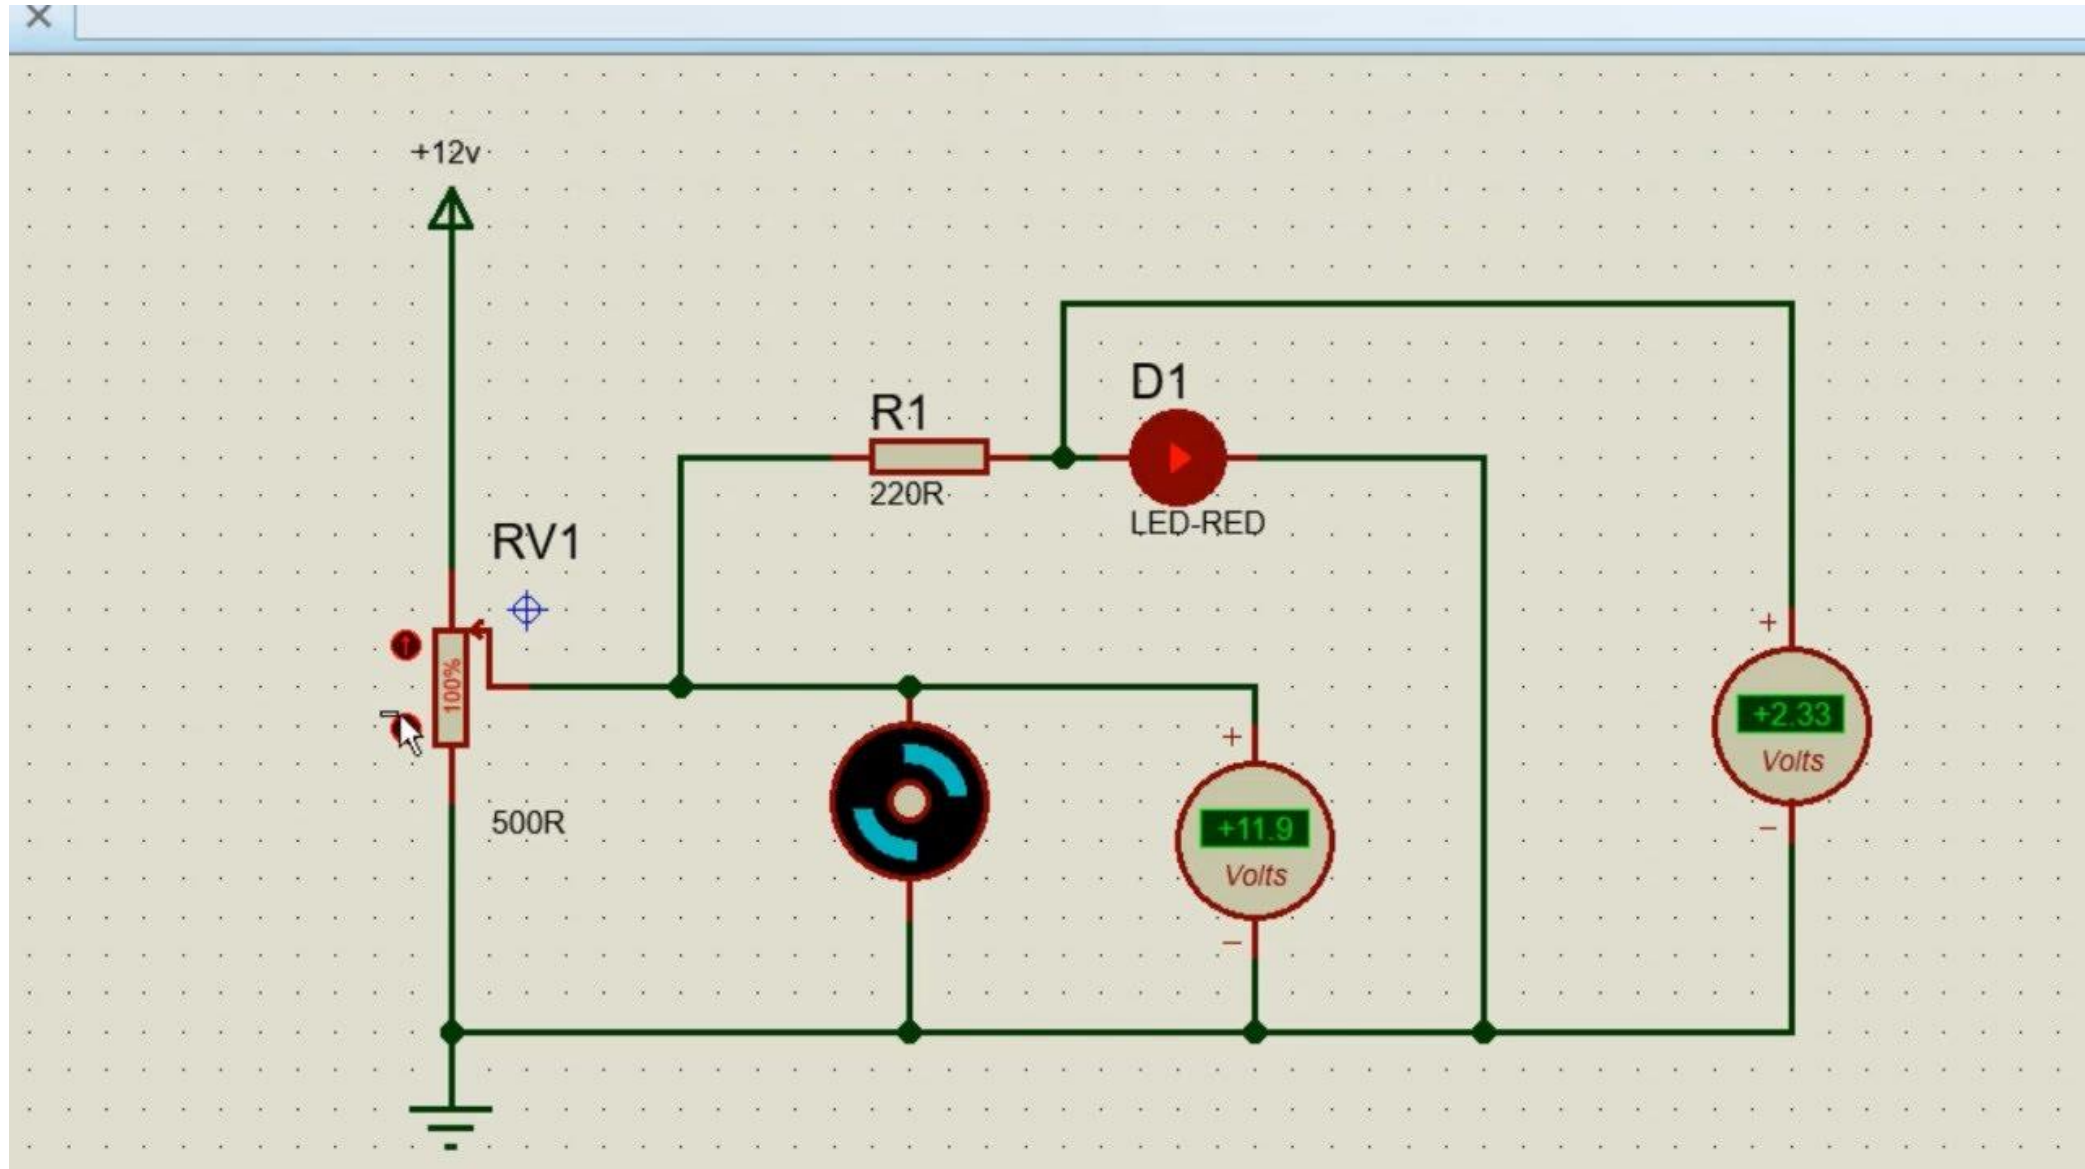 +12v
D1
R1
220R
LED-RED
RV1
100%
500R
+
+2.33
Volts
−
+
+11.9
Volts
−